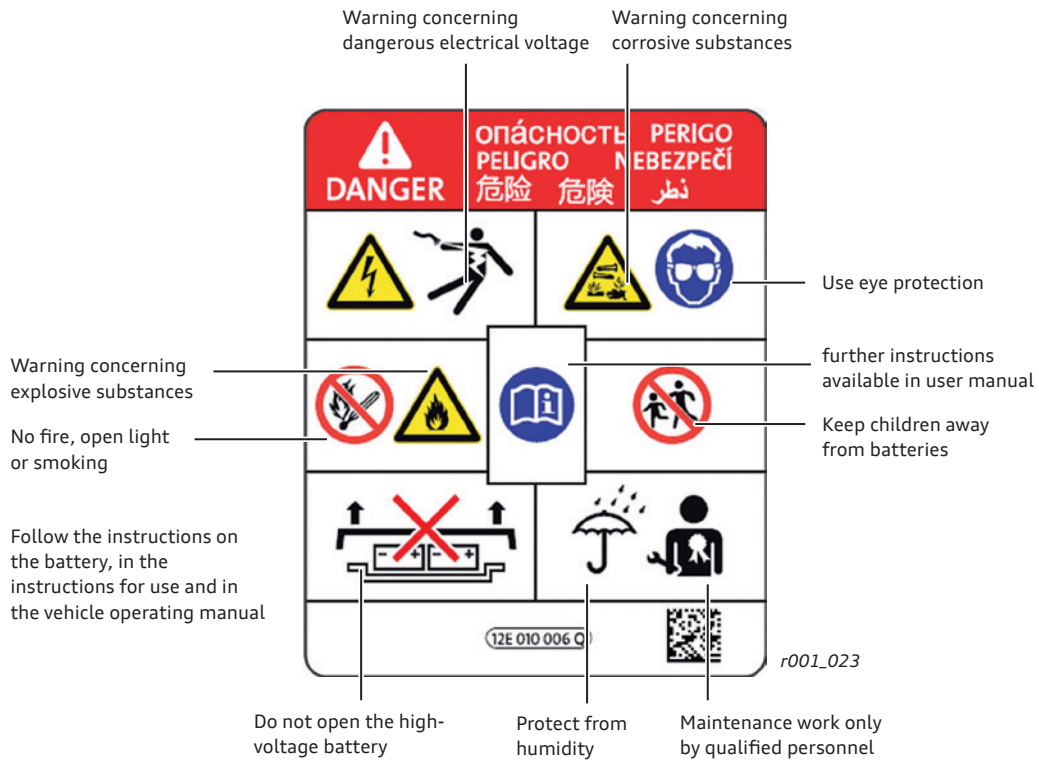 Warning concerning
dangerous electrical voltage
Warning concerning
corrosive substances
DANGER
ОПÁСНОСТЬ PERIGO
PELIGRO NEBEZPEČÍ
危险 危険 نطر
Use eye protection
Warning concerning
explosive substances
further instructions
available in user manual
No fire, open light
or smoking
Keep children away
from batteries
Follow the instructions on
the battery, in the
instructions for use and in
the vehicle operating manual
12E 010 006 Q
r001_023
Do not open the high-
voltage battery
Protect from
humidity
Maintenance work only
by qualified personnel